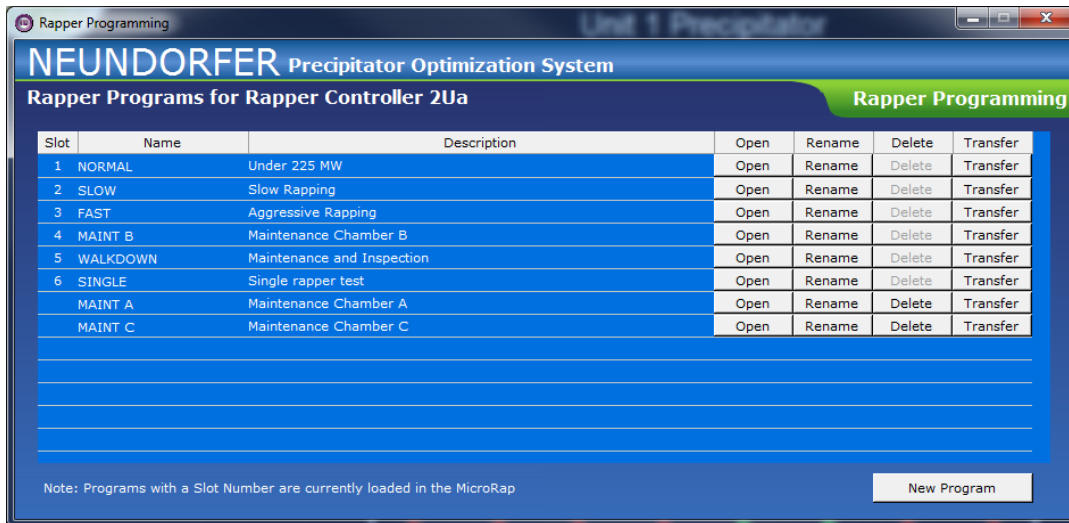 Rapper Programming
Unit 1 Precipitator
NEUNDORFER Precipitator Optimization System
Rapper Programs for Rapper Controller 2Ua
Rapper Programming
Slot Name Description Open Rename Delete Transfer
1 NORMAL Under 225 MW Open Rename Delete Transfer
2 SLOW Slow Rapping Open Rename Delete Transfer
3 FAST Aggressive Rapping Open Rename Delete Transfer
4 MAINT B Maintenance Chamber B Open Rename Delete Transfer
5 WALKDOWN Maintenance and Inspection Open Rename Delete Transfer
6 SINGLE Single rapper test Open Rename Delete Transfer
MAINT A Maintenance Chamber A Open Rename Delete Transfer
MAINT C Maintenance Chamber C Open Rename Delete Transfer
Note: Programs with a Slot Number are currently loaded in the MicroRap
New Program